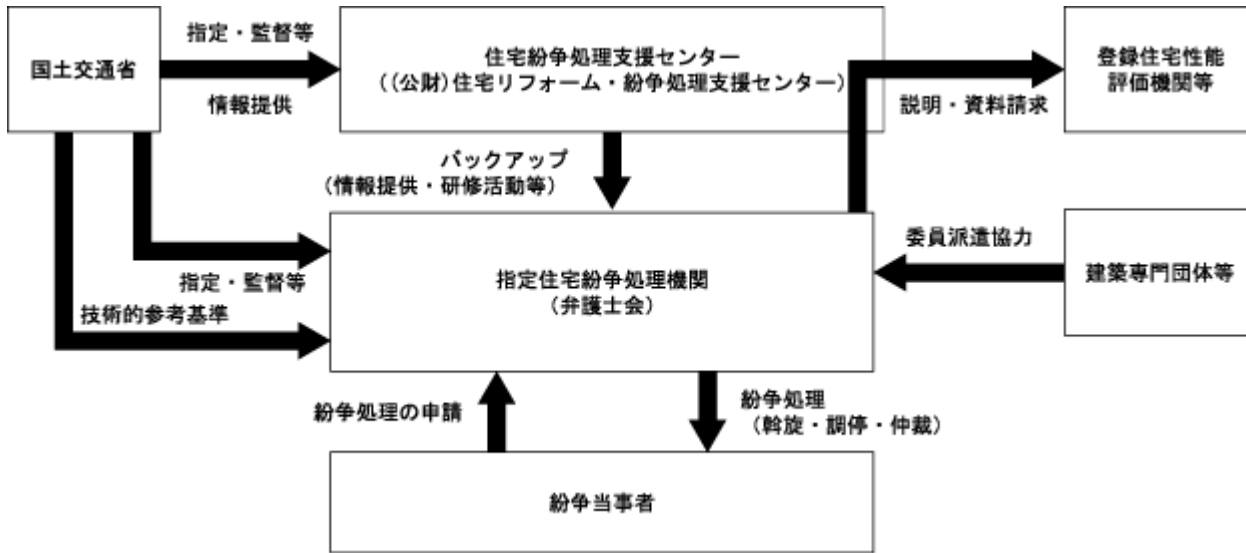 指定・監督等
国土交通省
情報提供
住宅紛争処理支援センター
((公財)住宅リフォーム・紛争処理支援センター)
登録住宅性能
評価機関等
説明・資料請求
バックアップ
(情報提供・研修活動等)
指定・監督等
技術的参考基準
指定住宅紛争処理機関
(弁護士会)
委員派遣協力
建築専門団体等
紛争処理の申請
紛争処理
(斡旋・調停・仲裁)
紛争当事者